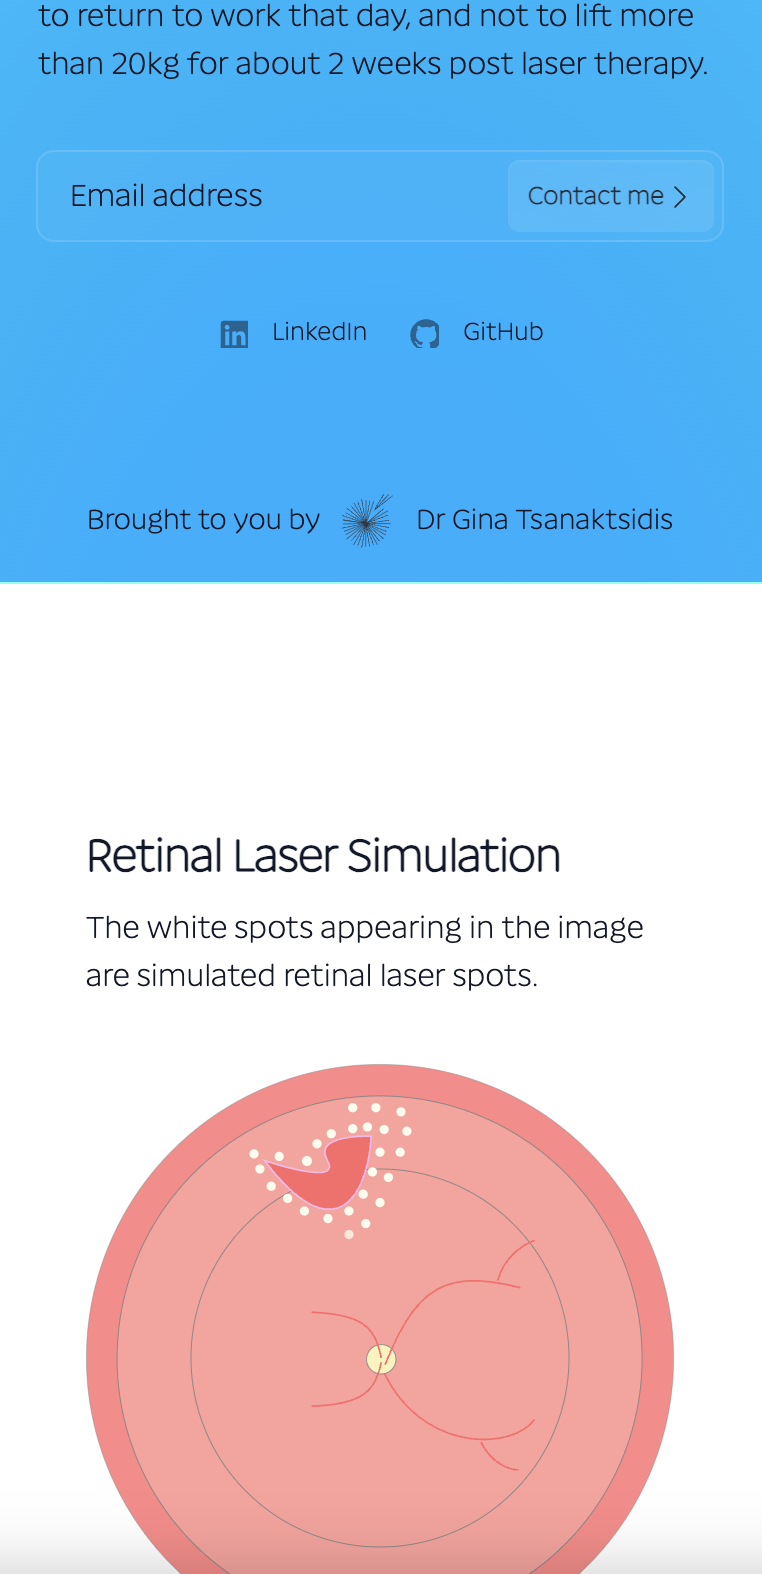 to return to work that day, and not to lift more
than 20kg for about 2 weeks post laser therapy.
Email address
Contact me
LinkedIn
GitHub
Brought to you by
Dr Gina Tsanaktsidis
Retinal Laser Simulation
The white spots appearing in the image
are simulated retinal laser spots.